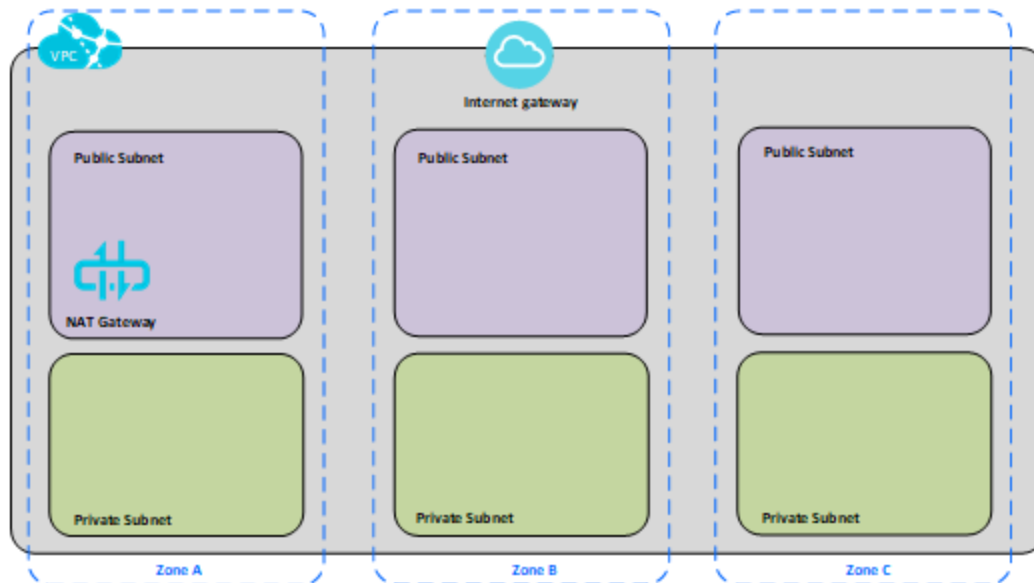 VPC
Internet gateway
Public Subnet
Public Subnet
Public Subnet
NAT Gateway
Private Subnet
Private Subnet
Private Subnet
Zone A
Zone B
Zone C